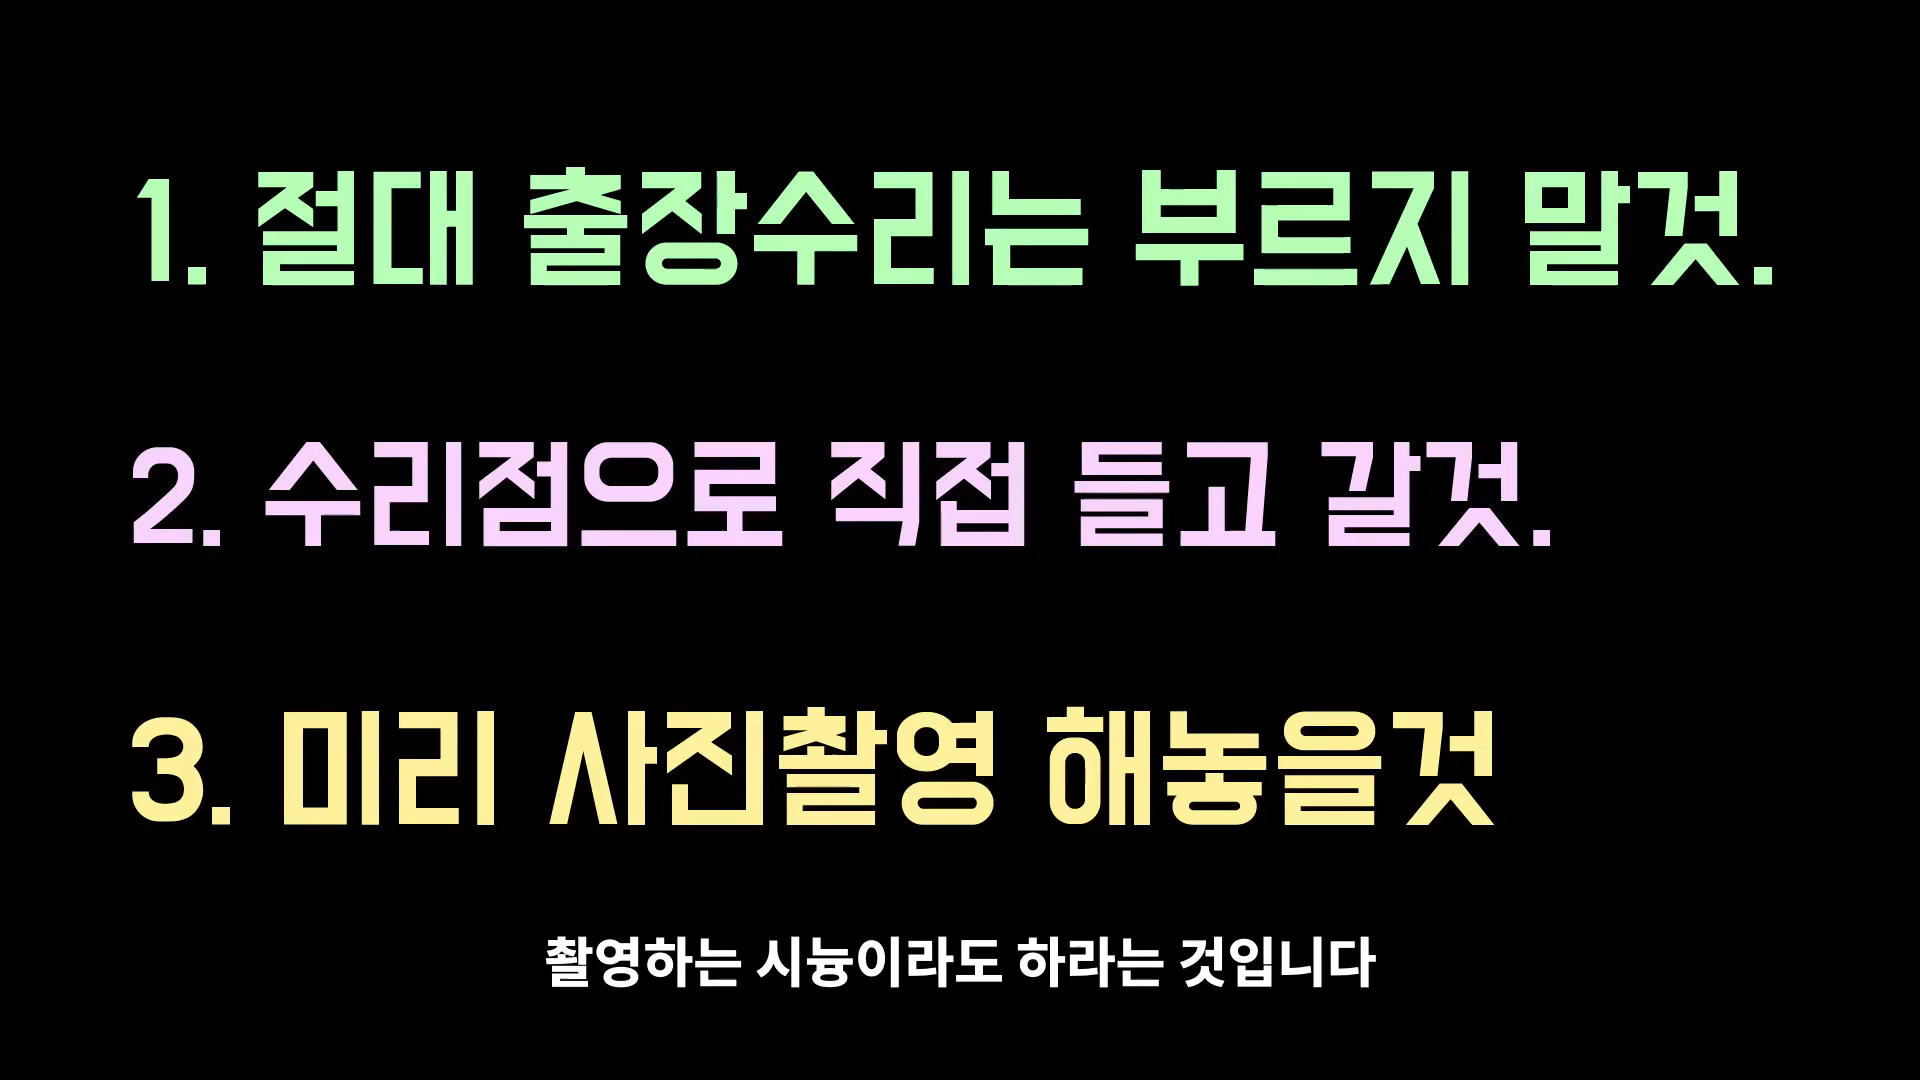 1. 절대 출장수리는 부르지 말것.
2. 수리점으로 직접 들고 갈것.
3. 미리 사진촬영 해놓을것
촬영하는 시늉이라도 하라는 것입니다